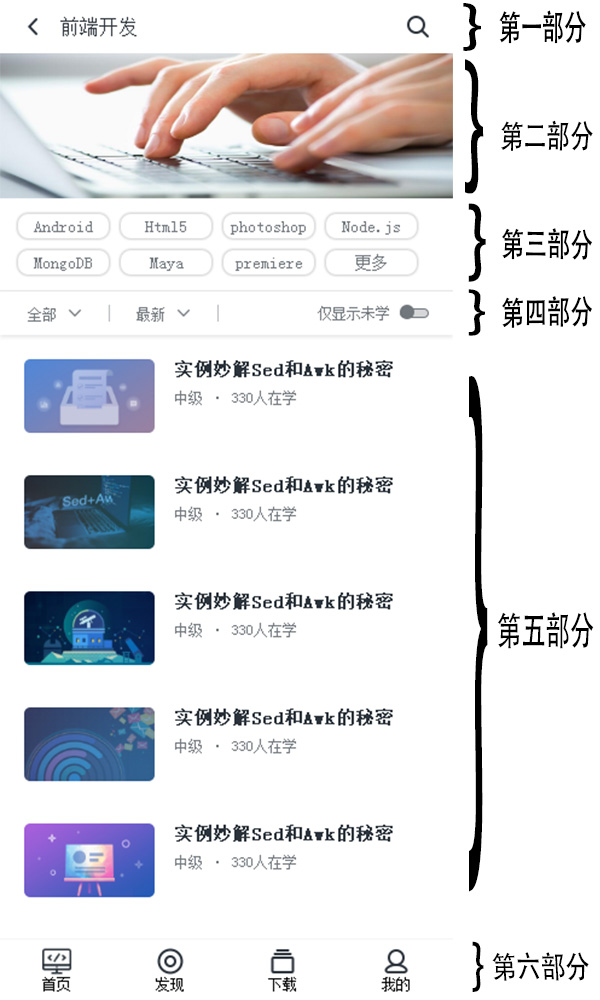 前端开发
第一部分
第二部分
Android Html5 photoshop Node.js
MongoDB Maya premiere 更多
第三部分
全部 最新 仅显示未学
第四部分
实例妙解Sed和Awk的秘密
中级 · 330人在学
Sed+Aw
实例妙解Sed和Awk的秘密
中级 · 330人在学
实例妙解Sed和Awk的秘密
中级 · 330人在学
第五部分
实例妙解Sed和Awk的秘密
中级 · 330人在学
实例妙解Sed和Awk的秘密
中级 · 330人在学
首页 发现 下载 我的
第六部分